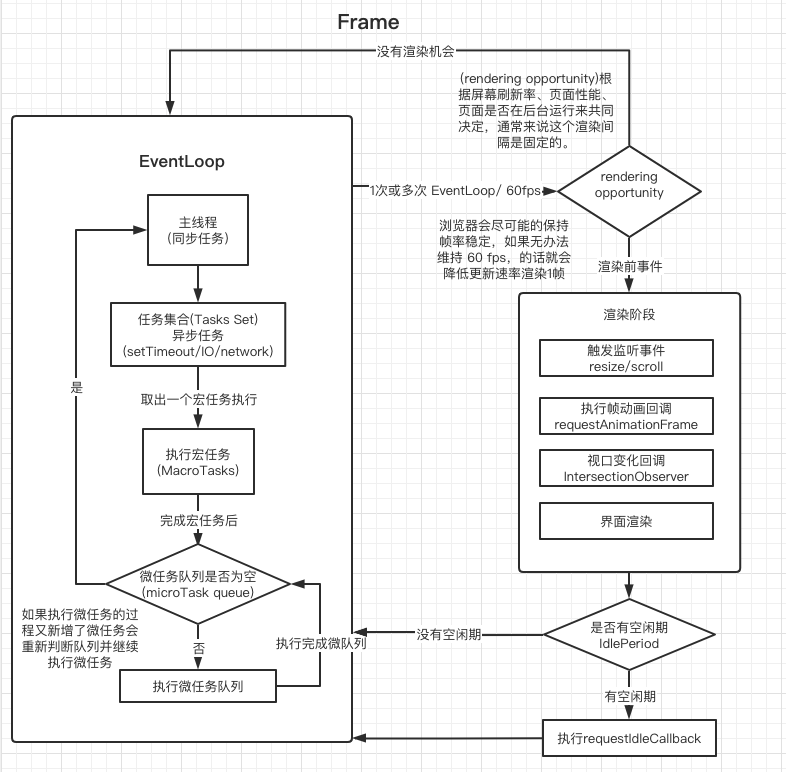 Frame
没有渲染机会
(rendering opportunity)根
据屏幕刷新率、页面性能、
页面是否在后台运行来共同
决定，通常来说这个渲染间
隔是固定的。
EventLoop
rendering
opportunity
1次或多次 EventLoop/ 60fps
主线程
(同步任务)
浏览器会尽可能的保持
帧率稳定，如果无办法
维持 60 fps，的话就会
降低更新速率渲染1帧
渲染前事件
任务集合(Tasks Set)
异步任务
(setTimeout/IO/network)
渲染阶段
触发监听事件
resize/scroll
是
取出一个宏任务执行
执行帧动画回调
requestAnimationFrame
执行宏任务
(MacroTasks)
视口变化回调
IntersectionObserver
完成宏任务后
界面渲染
微任务队列是否为空
(microTask queue)
如果执行微任务的过
程又新增了微任务会
重新判断队列并继续
执行微任务
否
执行完成微队列
没有空闲期
是否有空闲期
IdlePeriod
执行微任务队列
有空闲期
执行requestIdleCallback